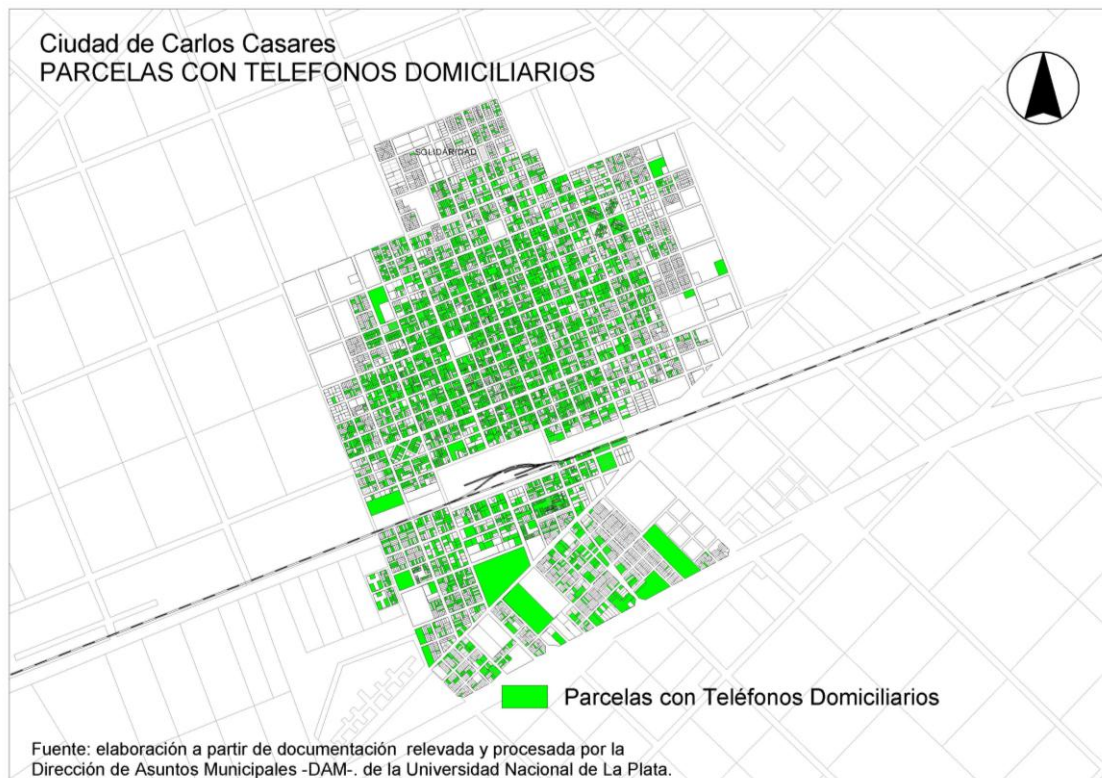 Ciudad de Carlos Casares
PARCELAS CON TELEFONOS DOMICILIARIOS
SOLIDARIDAD
Parcelas con Teléfonos Domiciliarios
Fuente: elaboración a partir de documentación relevada y procesada por la
Dirección de Asuntos Municipales -DAM-. de la Universidad Nacional de La Plata.